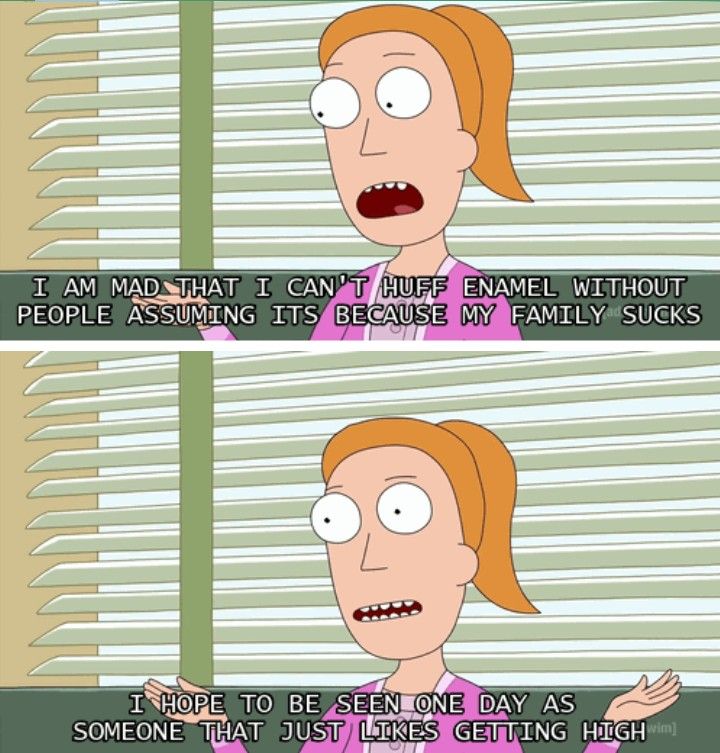 I AM MAD THAT I CAN'T HUFF ENAMEL WITHOUT
PEOPLE ASSUMING ITS BECAUSE MY FAMILY SUCKS
I HOPE TO BE SEEN ONE DAY AS
SOMEONE THAT JUST LIKES GETTING HIGH